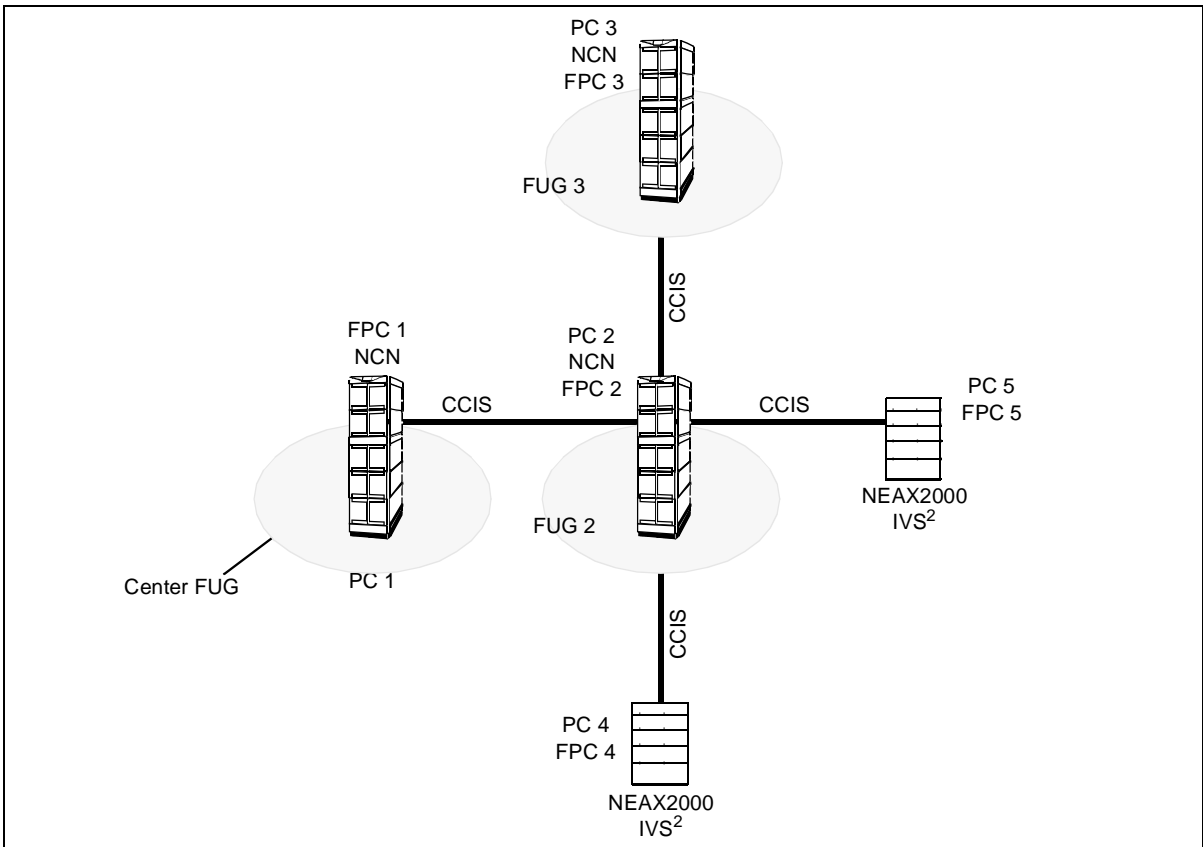 PC 3
NCN
FPC 3
FUG 3
CCIS
FPC 1
NCN
PC 2
NCN
FPC 2
CCIS
CCIS
PC 5
FPC 5
NEAX2000
IVS²
FUG 2
Center FUG
PC 1
CCIS
PC 4
FPC 4
NEAX2000
IVS²